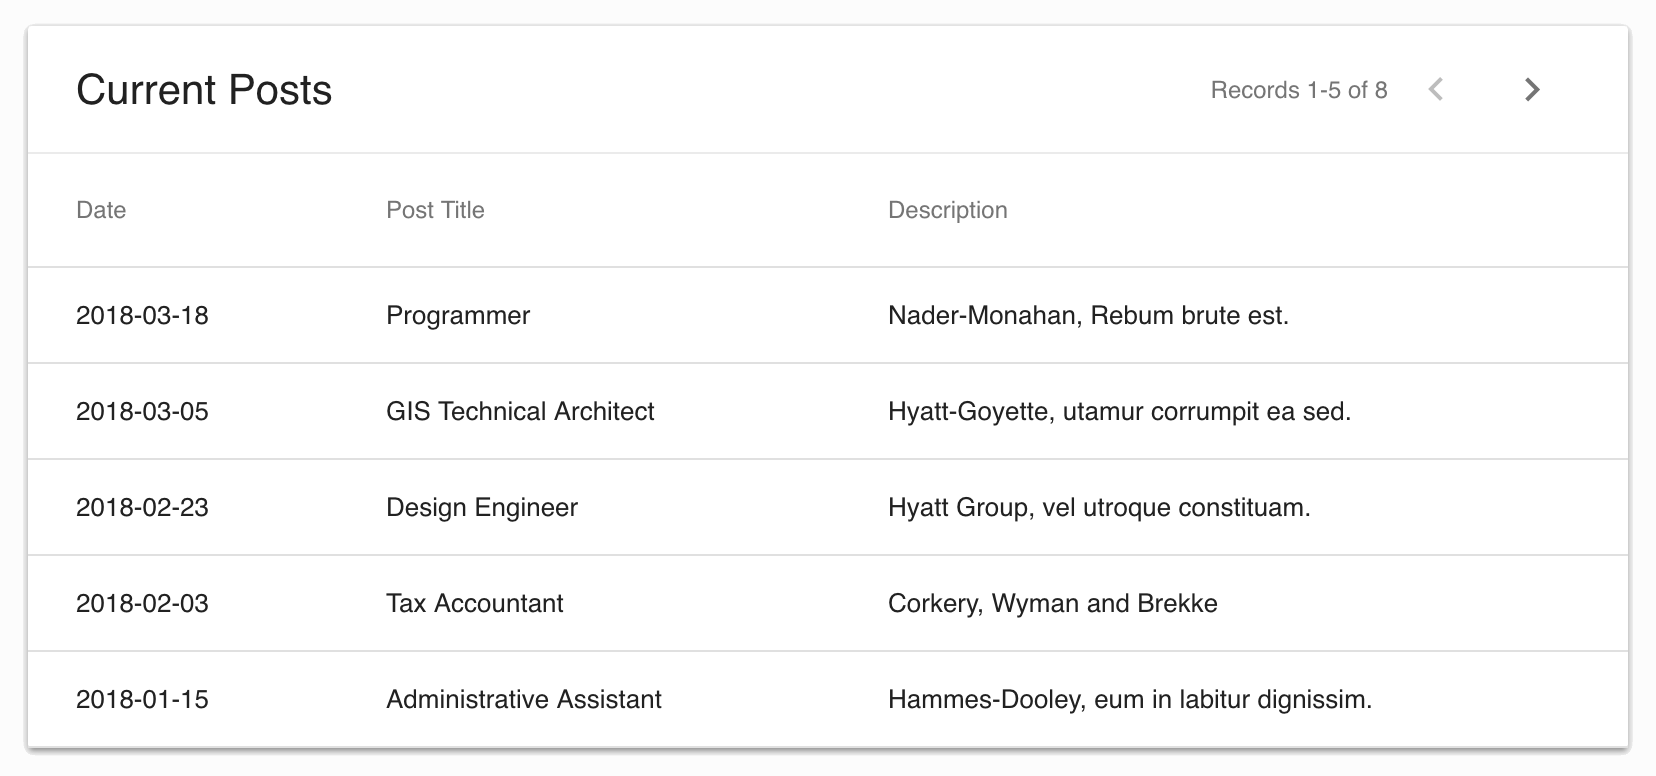 Current Posts Records 1-5 of 8
Date Post Title Description
2018-03-18 Programmer Nader-Monahan, Rebum brute est.
2018-03-05 GIS Technical Architect Hyatt-Goyette, utamur corrumpit ea sed.
2018-02-23 Design Engineer Hyatt Group, vel utroque constituam.
2018-02-03 Tax Accountant Corkery, Wyman and Brekke
2018-01-15 Administrative Assistant Hammes-Dooley, eum in labitur dignissim.